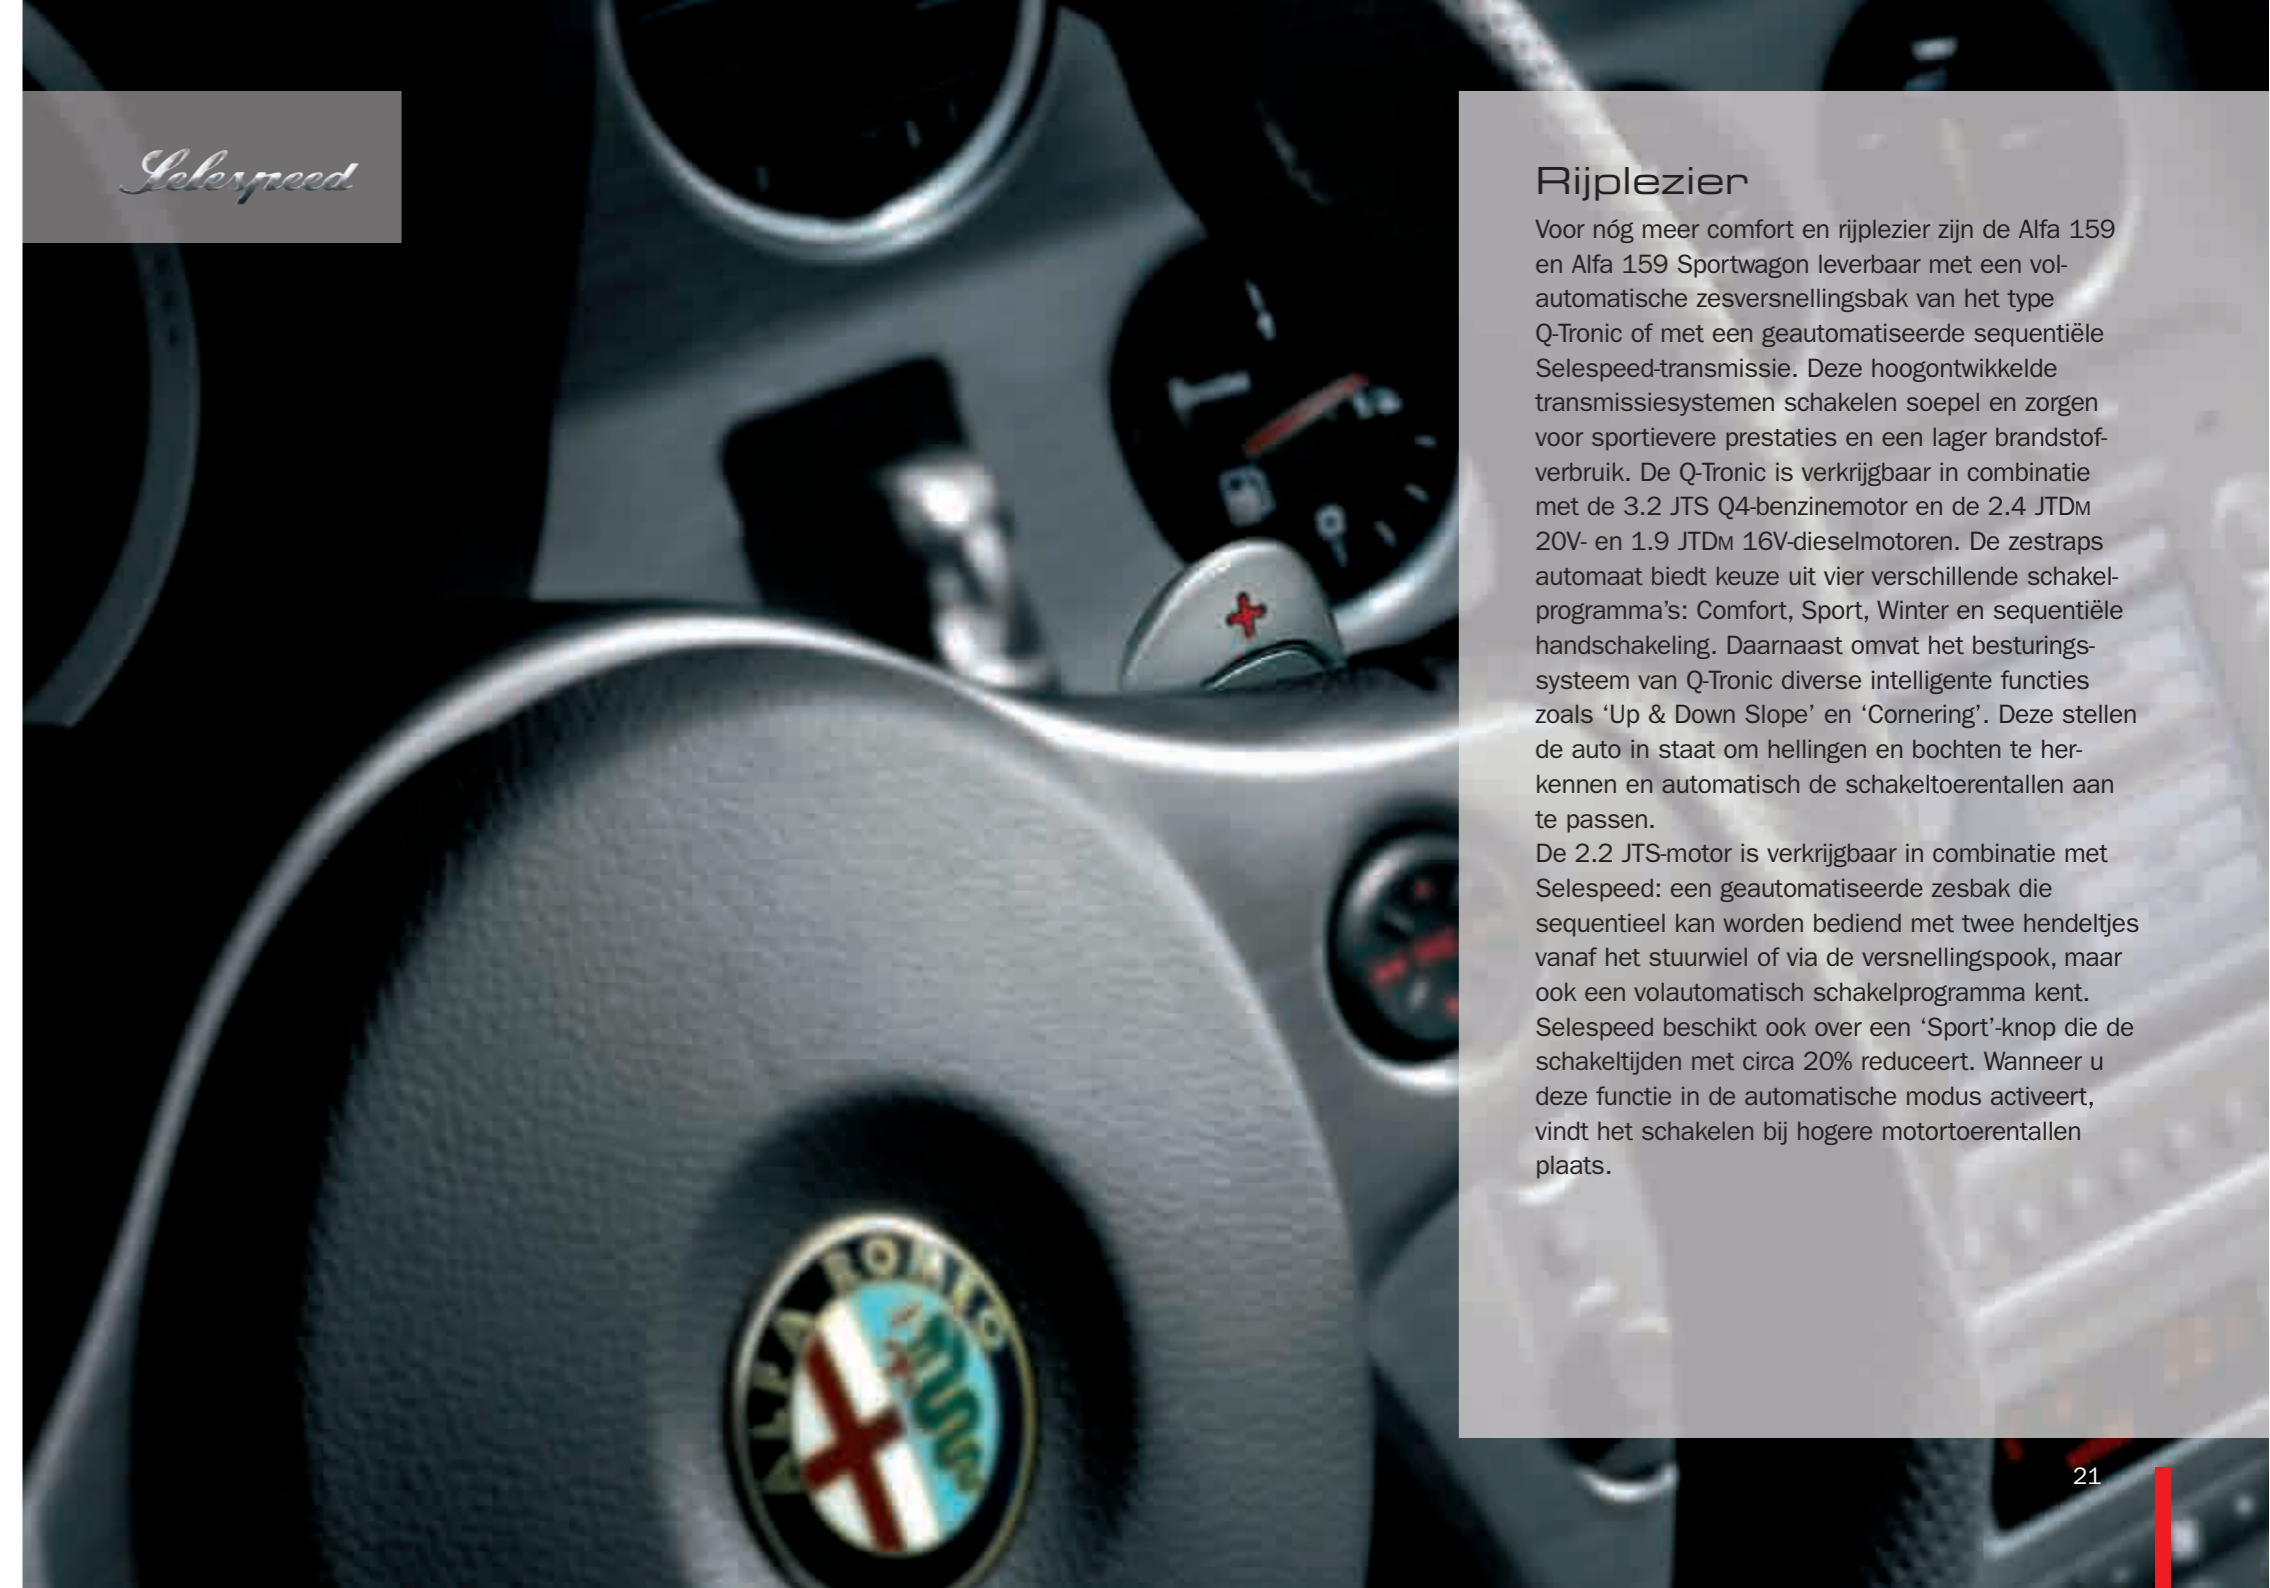 Selespeed
Rijplezier
Voor nóg meer comfort en rijplezier zijn de Alfa 159
en Alfa 159 Sportwagon leverbaar met een vol-
automatische zesversnellingsbak van het type
Q-Tronic of met een geautomatiseerde sequentiële
Selespeed-transmissie. Deze hoogontwikkelde
transmissiesystemen schakelen soepel en zorgen
voor sportievere prestaties en een lager brandstof-
verbruik. De Q-Tronic is verkrijgbaar in combinatie
met de 3.2 JTS Q4-benzinemotor en de 2.4 JTDM
20V- en 1.9 JTDM 16V-dieselmotoren. De zestraps
automaat biedt keuze uit vier verschillende schakel-
programma’s: Comfort, Sport, Winter en sequentiële
handschakeling. Daarnaast omvat het besturings-
systeem van Q-Tronic diverse intelligente functies
zoals ‘Up & Down Slope’ en ‘Cornering’. Deze stellen
de auto in staat om hellingen en bochten te her-
kennen en automatisch de schakeltoerentallen aan
te passen.
De 2.2 JTS-motor is verkrijgbaar in combinatie met
Selespeed: een geautomatiseerde zesbak die
sequentieel kan worden bediend met twee hendeltjes
vanaf het stuurwiel of via de versnellingspook, maar
ook een volautomatisch schakelprogramma kent.
Selespeed beschikt ook over een ‘Sport’-knop die de
schakeltijden met circa 20% reduceert. Wanneer u
deze functie in de automatische modus activeert,
vindt het schakelen bij hogere motortoerentallen
plaats.
+
ALFA ROMEO
21